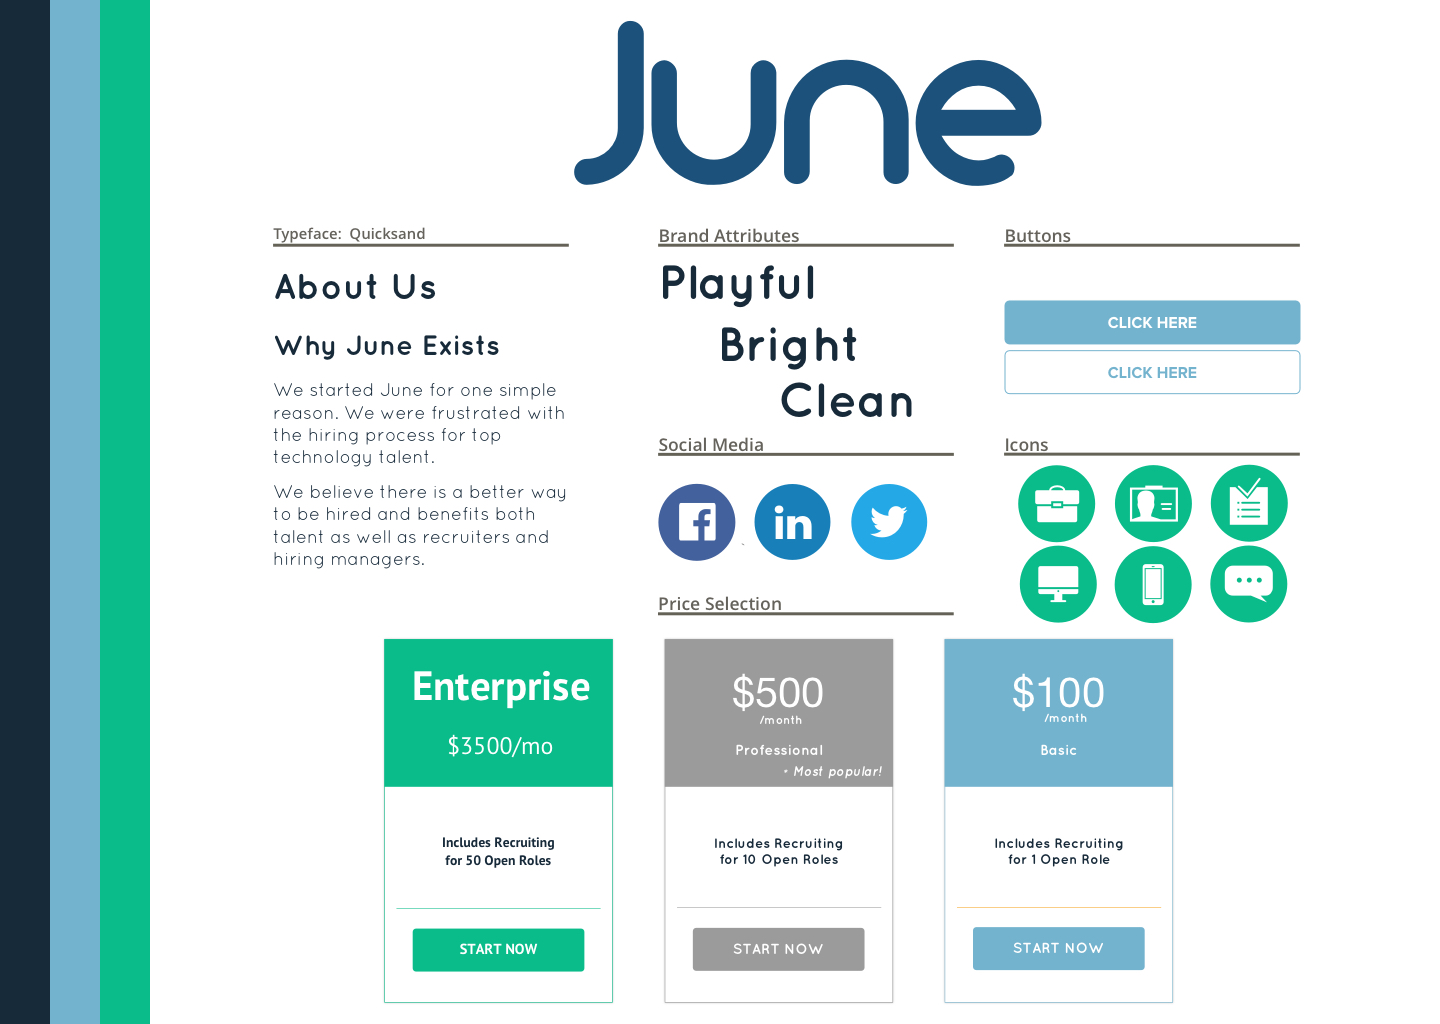 June
Typeface: Quicksand
About Us
Why June Exists
We started June for one simple
reason. We were frustrated with
the hiring process for top
technology talent.
We believe there is a better way
to be hired and benefits both
talent as well as recruiters and
hiring managers.
Brand Attributes
Playful
Bright
Clean
Social Media
f
in
Buttons
CLICK HERE
CLICK HERE
Icons
Price Selection
Enterprise
$3500/mo
Includes Recruiting
for 50 Open Roles
START NOW
$500
/month
Professional
* Most popular!
Includes Recruiting
for 10 Open Roles
START NOW
$100
/month
Basic
Includes Recruiting
for 1 Open Role
START NOW